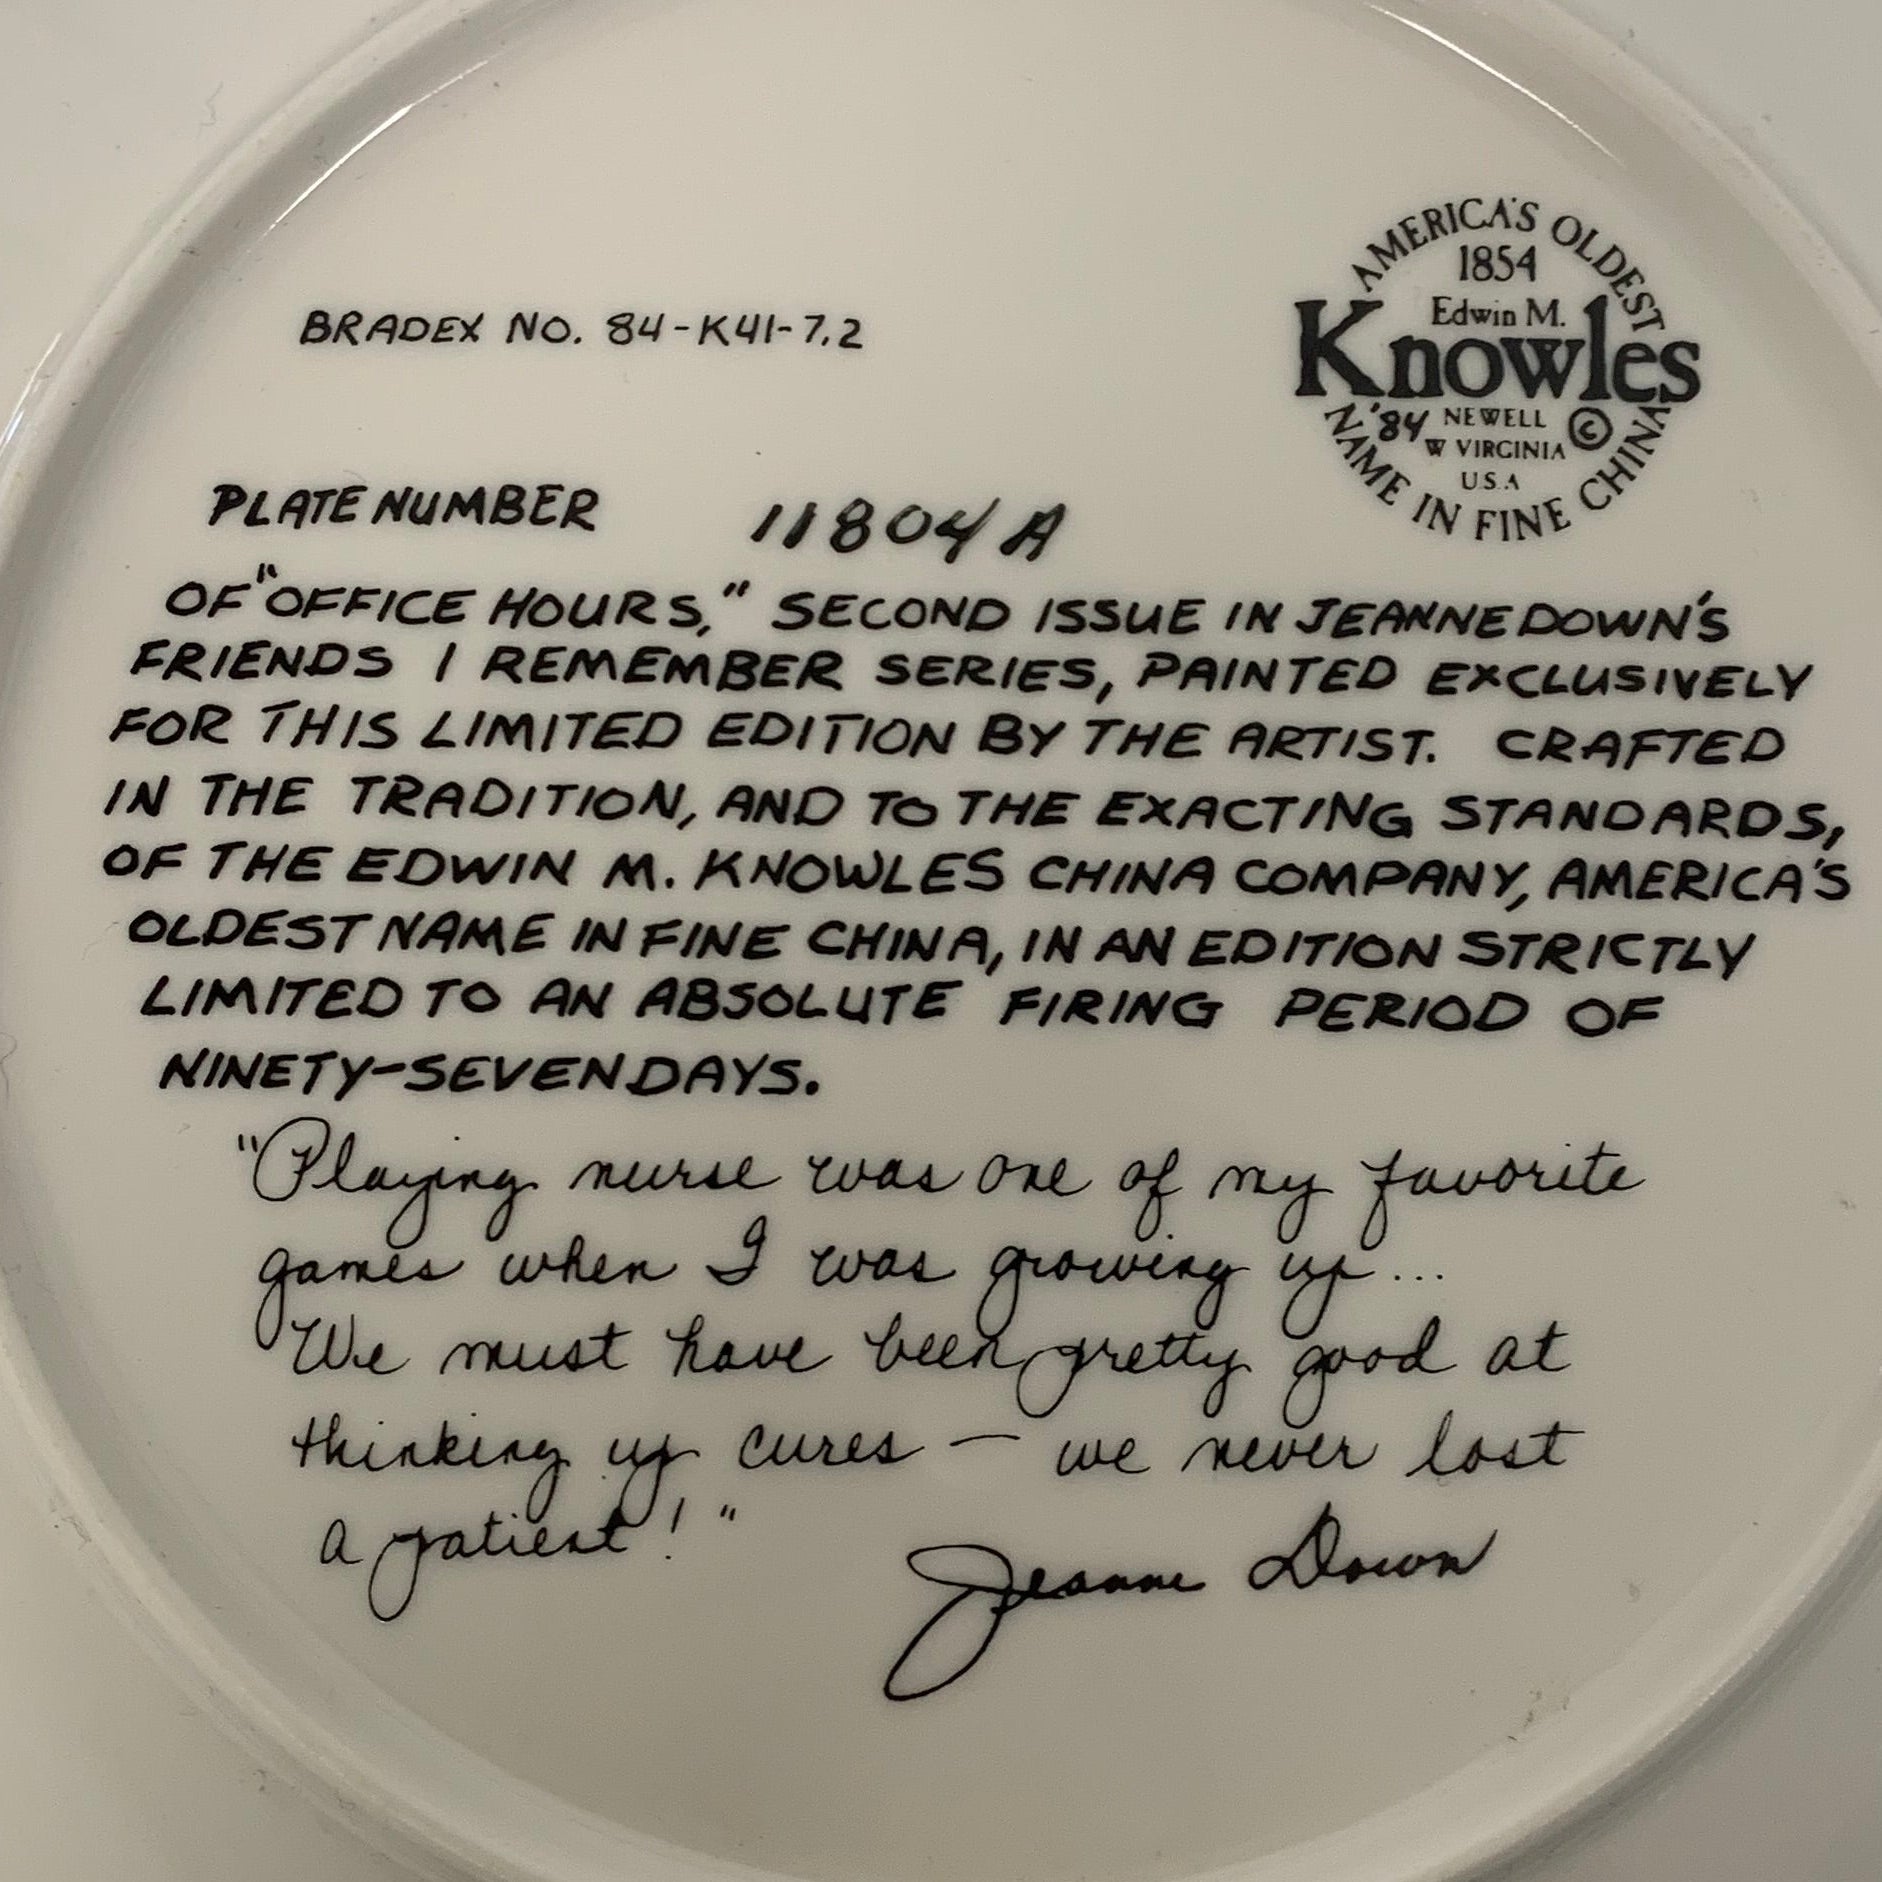 AMERICA'S OLDEST
1854
Edwin M.
Knowles
'84 NEWELL ©
W VIRGINIA
U.S.A
NAME IN FINE CHINA
BRADEX NO. 84-K41-7.2
PLATE NUMBER 11804 A
OF "OFFICE HOURS," SECOND ISSUE IN JEANNE DOWN'S
FRIENDS I REMEMBER SERIES, PAINTED EXCLUSIVELY
FOR THIS LIMITED EDITION BY THE ARTIST. CRAFTED
IN THE TRADITION, AND TO THE EXACTING STANDARDS,
OF THE EDWIN M. KNOWLES CHINA COMPANY, AMERICA'S
OLDEST NAME IN FINE CHINA, IN AN EDITION STRICTLY
LIMITED TO AN ABSOLUTE FIRING PERIOD OF
NINETY-SEVEN DAYS.
"Playing nurse was one of my favorite
games when I was growing up...
We must have been pretty good at
thinking up cures — we never lost
a patient!"
Jeanne Down